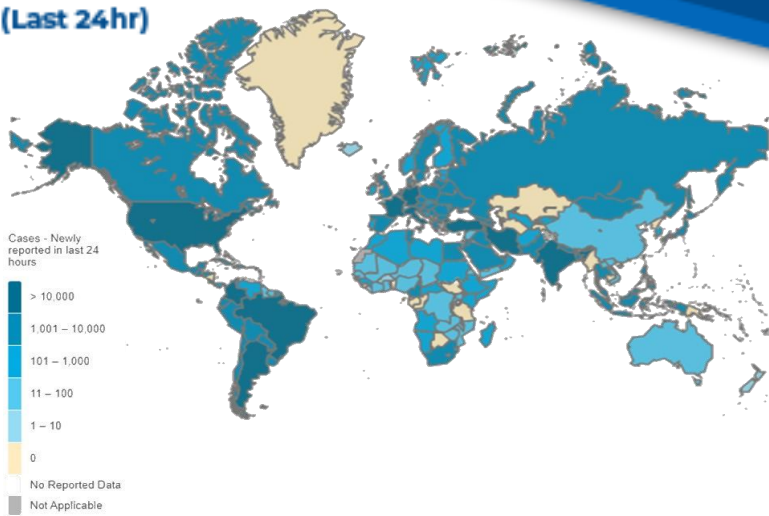 (Last 24hr)
Cases - Newly
reported in last 24
hours
> 10,000
1,001 – 10,000
101 – 1,000
11 – 100
1 – 10
0
No Reported Data
Not Applicable